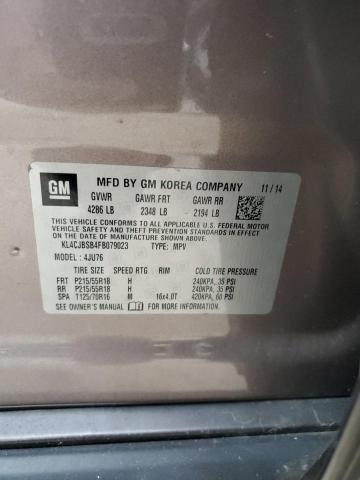 GM
MFD BY GM KOREA COMPANY 11/14
GVWR GAWR FRT GAWR RR
4286 LB 2348 LB 2194 LB
THIS VEHICLE CONFORMS TO ALL APPLICABLE U.S. FEDERAL MOTOR
VEHICLE SAFETY, BUMPER, AND THEFT PREVENTION STANDARDS IN
EFFECT ON THE DATE OF MANUFACTURE SHOWN ABOVE.
KLACJBSB4FB079023 TYPE: MPV
MODEL : 4JU76
TIRE SIZE SPEED RTG RIM COLD TIRE PRESSURE
FRT P215/55R18 H 240KPA, 35 PSI
RR P215/55R18 H 240KPA, 35 PSI
SPA T125/70R16 M 16x4.0T 420KPA, 60 PSI
SEE OWNER'S MANUAL FOR ADDITIONAL INFORMATION.